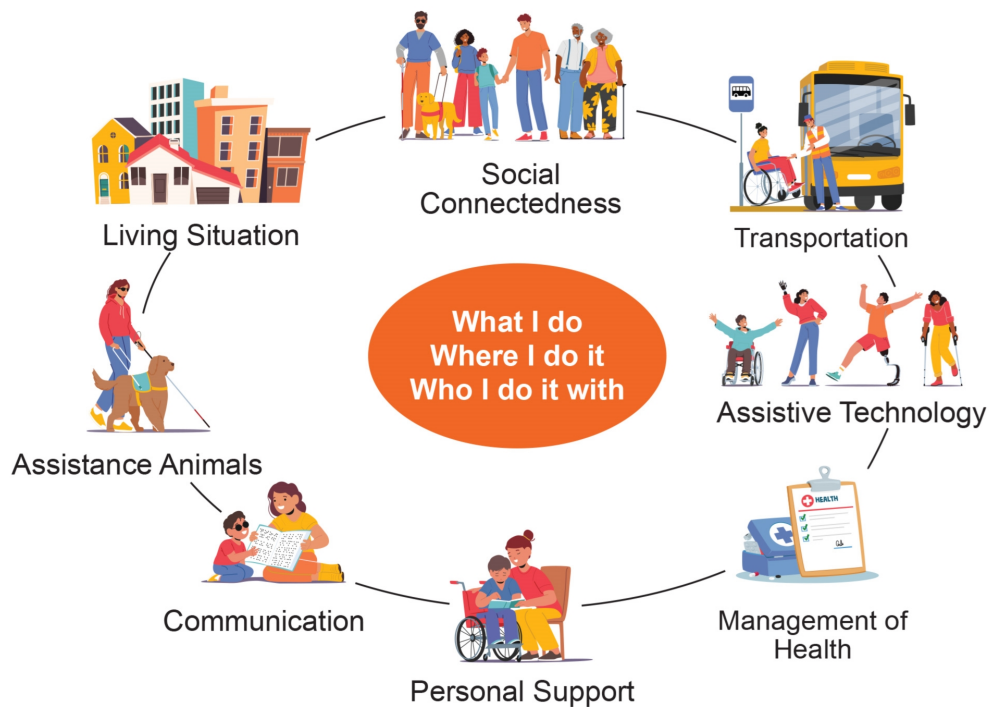 Social
Connectedness
Living Situation
Transportation
What I do
Where I do it
Who I do it with
Assistive Technology
Assistance Animals
HEALTH
Communication
Management of
Health
Personal Support